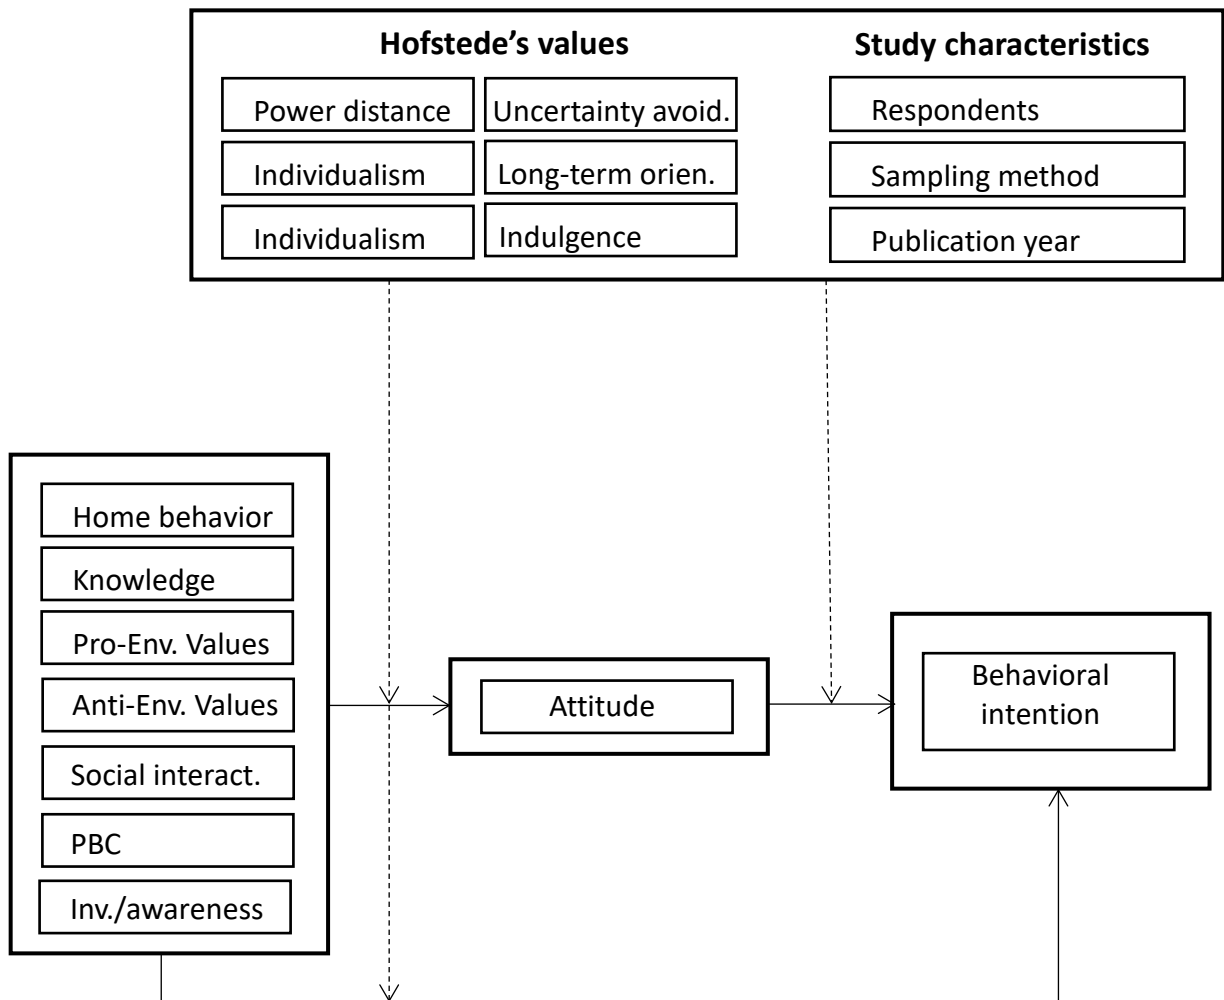 Hofstede’s values
Study characteristics
Power distance
Uncertainty avoid.
Respondents
Individualism
Long-term orien.
Sampling method
Individualism
Indulgence
Publication year
Home behavior
Knowledge
Pro-Env. Values
Anti-Env. Values
Social interact.
PBC
Inv./awareness
Attitude
Behavioral
intention